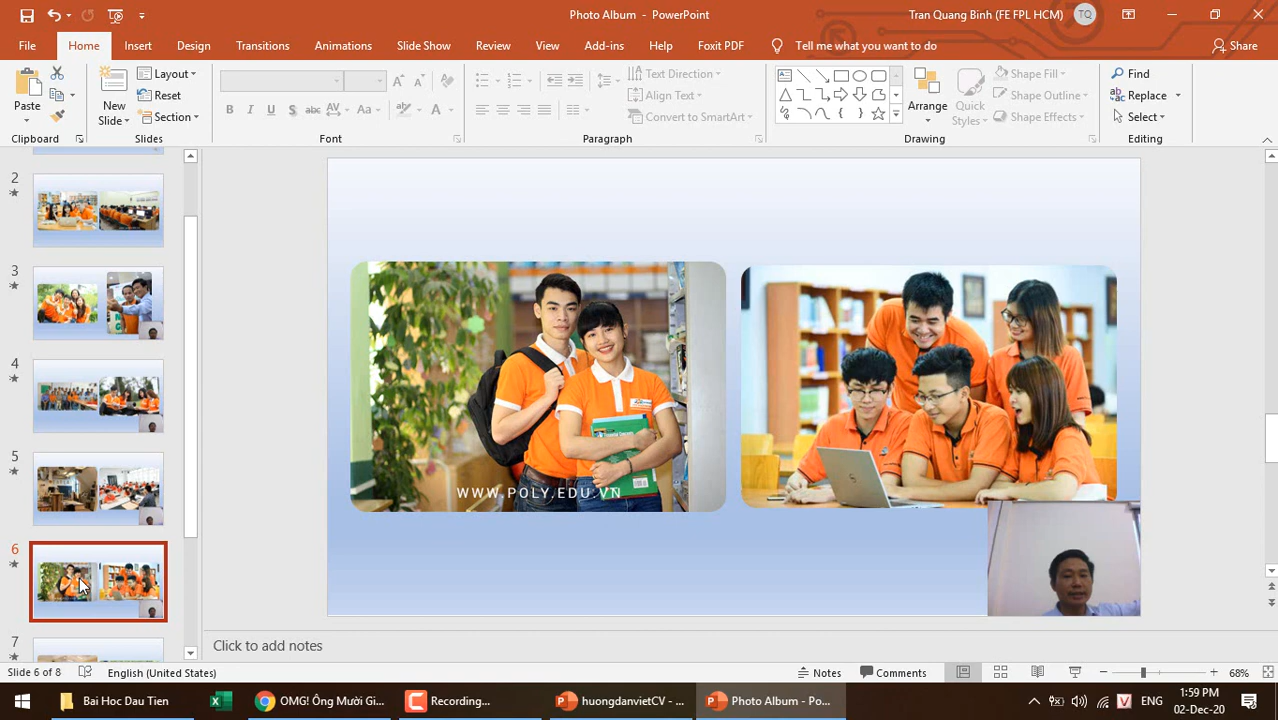 Photo Album - PowerPoint
Tran Quang Binh (FE FPL HCM)
TQ
File
Home
Insert
Design
Transitions
Animations
Slide Show
Review
View
Add-ins
Help
Foxit PDF
Tell me what you want to do
Share
Paste
New
Slide
Layout
Reset
Section
B
I
U
S
abc
AV
Aa
A
Text Direction
Align Text
Convert to SmartArt
Arrange
Quick
Styles
Shape Fill
Shape Outline
Shape Effects
Find
Replace
Select
Clipboard
Slides
Font
Paragraph
Drawing
Editing
2
3
4
5
6
7
WWW.POLY.EDU.VN
Click to add notes
Slide 6 of 8
English (United States)
Notes
Comments
68%
Bai Hoc Dau Tien
OMG! Ông Mười Gi...
Recording...
huongdanvietCV - ...
Photo Album - Po...
V
ENG
1:59 PM
02-Dec-20